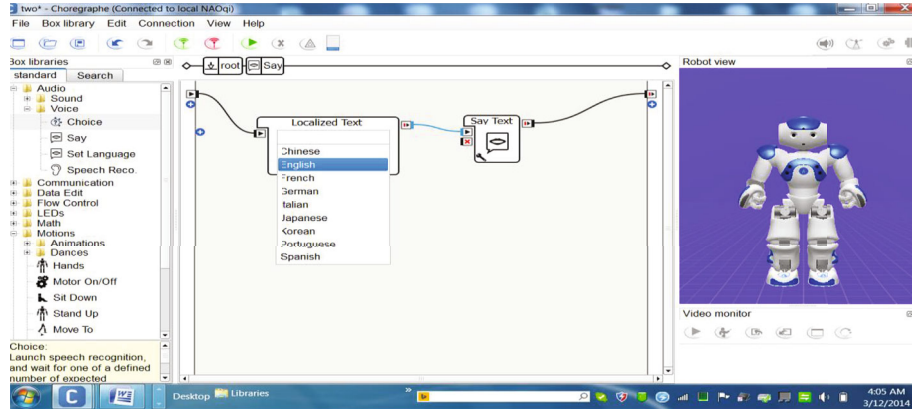 two* - Choregraphe (Connected to local NAOqi)
File Box library Edit Connection View Help
Box libraries
standard Search
Audio
Sound
Voice
Choice
Say
Set Language
Speech Reco.
Communication
Data Edit
Flow Control
LEDs
Math
Motions
Animations
Dances
Hands
Motor On/Off
Sit Down
Stand Up
Move To
Choice:
Launch speech recognition,
and wait for one of a defined
number of expected
root Say
Localized Text
Chinese
English
French
German
Italian
Japanese
Korean
Portuguese
Spanish
Say Text
Robot view
Video monitor
Desktop Libraries
4:05 AM
3/12/2014